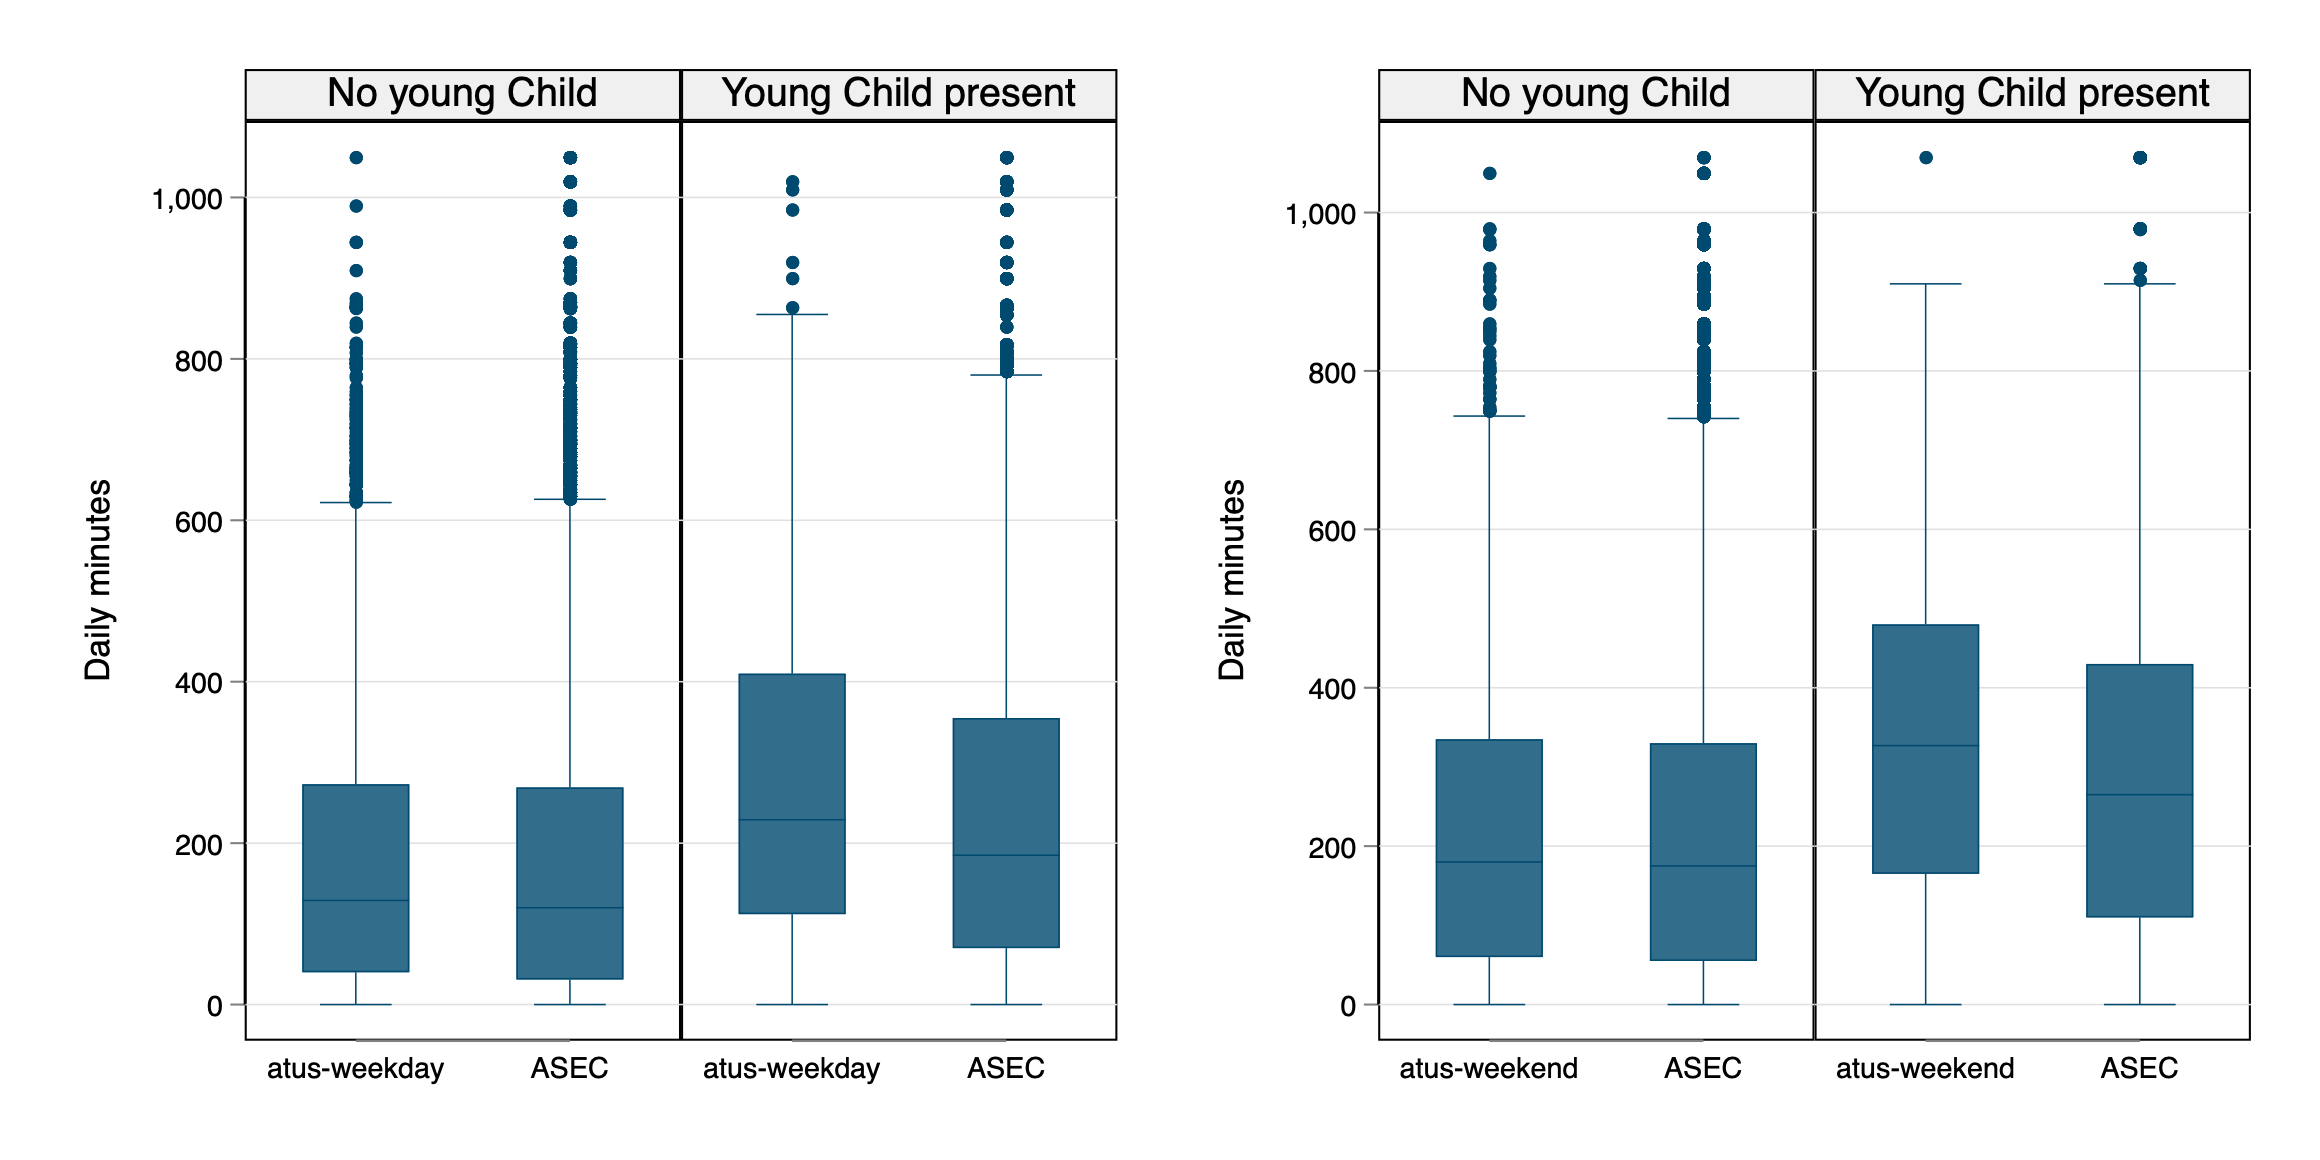 No young Child
Young Child present
Daily minutes
1,000
800
600
400
200
0
atus-weekday
ASEC
atus-weekday
ASEC
No young Child
Young Child present
Daily minutes
1,000
800
600
400
200
0
atus-weekend
ASEC
atus-weekend
ASEC